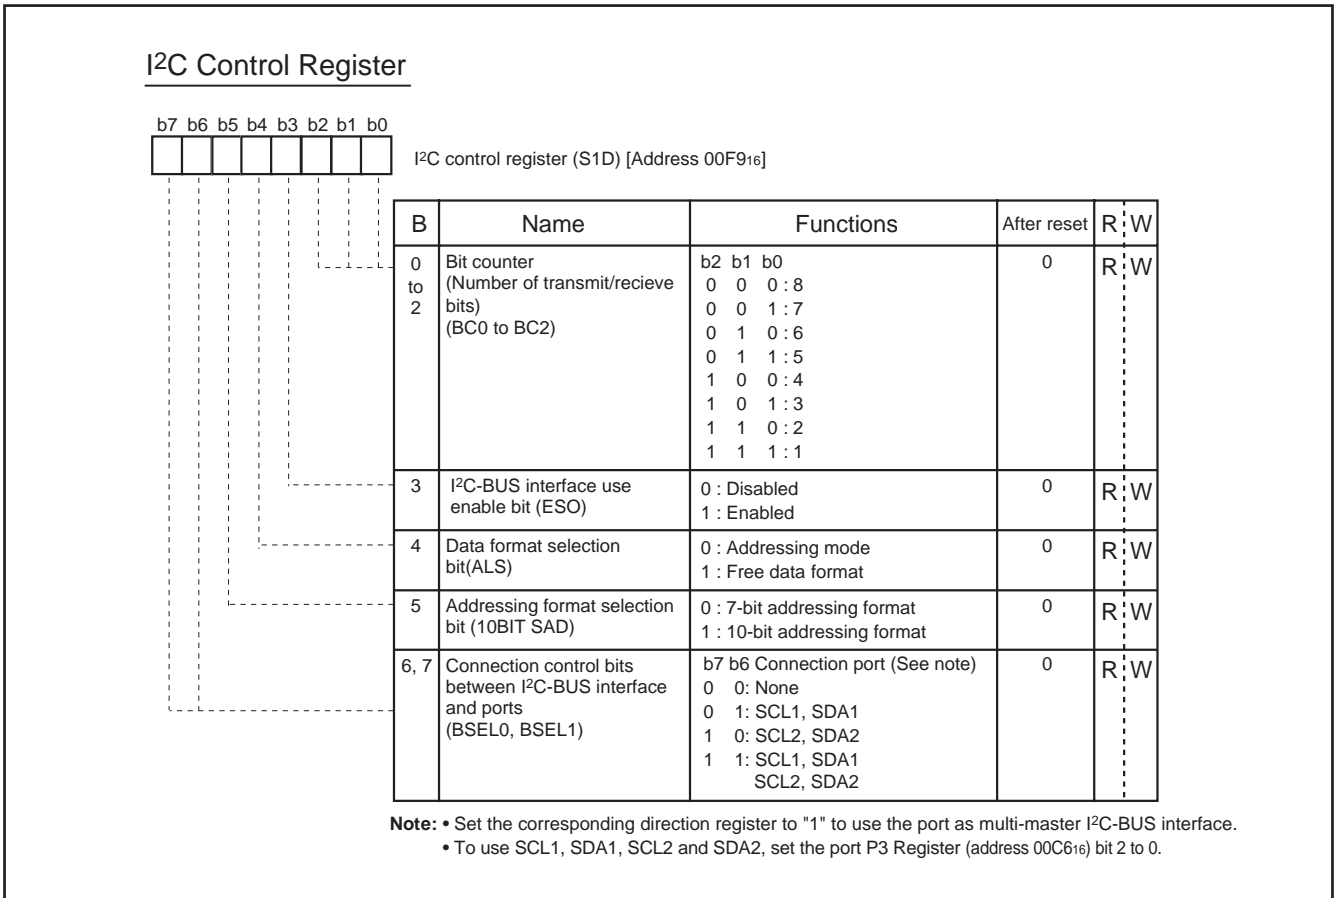 I2C Control Register
b7 b6 b5 b4 b3 b2 b1 b0
I2C control register (S1D) [Address 00F916]
B Name Functions After reset R W
0 to 2
Bit counter
(Number of transmit/recieve
bits)
(BC0 to BC2)
b2 b1 b0
0 0 0 : 8
0 0 1 : 7
0 1 0 : 6
0 1 1 : 5
1 0 0 : 4
1 0 1 : 3
1 1 0 : 2
1 1 1 : 1
0 R W
3
I2C-BUS interface use
enable bit (ESO)
0 : Disabled
1 : Enabled
0 R W
4
Data format selection
bit(ALS)
0 : Addressing mode
1 : Free data format
0 R W
5
Addressing format selection
bit (10BIT SAD)
0 : 7-bit addressing format
1 : 10-bit addressing format
0 R W
6, 7
Connection control bits
between I2C-BUS interface
and ports
(BSEL0, BSEL1)
b7 b6 Connection port (See note)
0 0: None
0 1: SCL1, SDA1
1 0: SCL2, SDA2
1 1: SCL1, SDA1
SCL2, SDA2
0 R W
Note: • Set the corresponding direction register to "1" to use the port as multi-master I2C-BUS interface.
• To use SCL1, SDA1, SCL2 and SDA2, set the port P3 Register (address 00C616) bit 2 to 0.